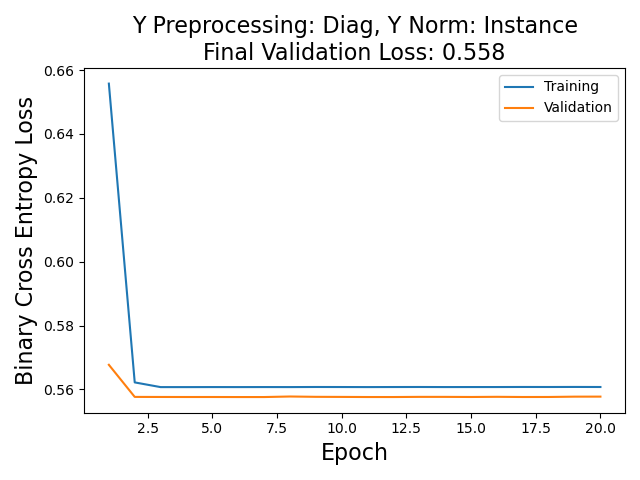 Y Preprocessing: Diag, Y Norm: Instance
Final Validation Loss: 0.558
Binary Cross Entropy Loss
0.66
0.64
0.62
0.60
0.58
0.56
Training
Validation
2.5 5.0 7.5 10.0 12.5 15.0 17.5 20.0
Epoch